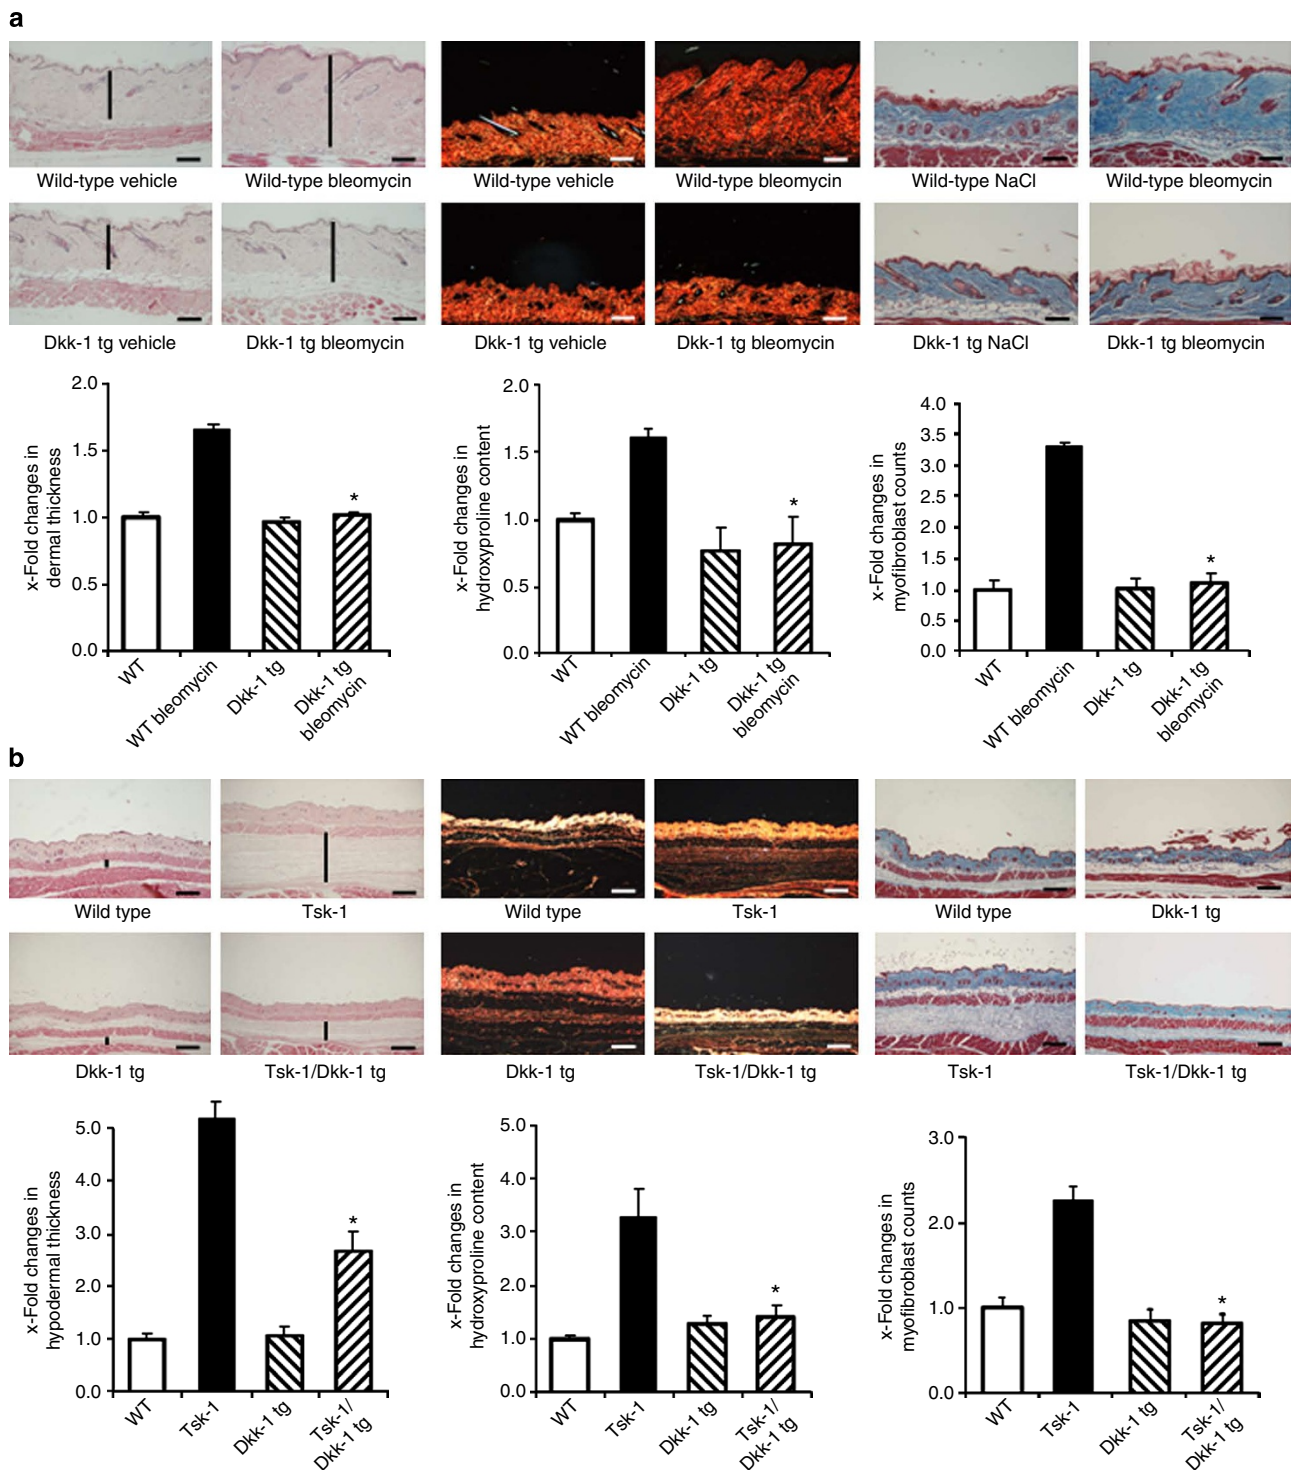 a
Wild-type vehicle
Wild-type bleomycin
Wild-type vehicle
Wild-type bleomycin
Wild-type NaCl
Wild-type bleomycin
Dkk-1 tg vehicle
Dkk-1 tg bleomycin
Dkk-1 tg vehicle
Dkk-1 tg bleomycin
Dkk-1 tg NaCl
Dkk-1 tg bleomycin
x-Fold changes in
dermal thickness
2.0
1.5
1.0
0.5
0.0
*
WT
WT bleomycin
Dkk-1 tg
Dkk-1 tg
bleomycin
x-Fold changes in
hydroxyproline content
2.0
1.5
1.0
0.5
0.0
*
WT
WT bleomycin
Dkk-1 tg
Dkk-1 tg
bleomycin
x-Fold changes in
myofibroblast counts
4.0
3.5
3.0
2.5
2.0
1.5
1.0
0.5
0.0
*
WT
WT bleomycin
Dkk-1 tg
Dkk-1 tg
bleomycin
b
Wild type
Tsk-1
Wild type
Tsk-1
Wild type
Dkk-1 tg
Dkk-1 tg
Tsk-1/Dkk-1 tg
Dkk-1 tg
Tsk-1/Dkk-1 tg
Tsk-1
Tsk-1/Dkk-1 tg
x-Fold changes in
hypodermal thickness
5.0
4.0
3.0
2.0
1.0
0.0
*
WT
Tsk-1
Dkk-1 tg
Tsk-1/
Dkk-1 tg
x-Fold changes in
hydroxyproline content
5.0
4.0
3.0
2.0
1.0
0.0
*
WT
Tsk-1
Dkk-1 tg
Tsk-1/
Dkk-1 tg
x-Fold changes in
myofibroblast counts
3.0
2.0
1.0
0.0
*
WT
Tsk-1
Dkk-1 tg
Tsk-1/
Dkk-1 tg